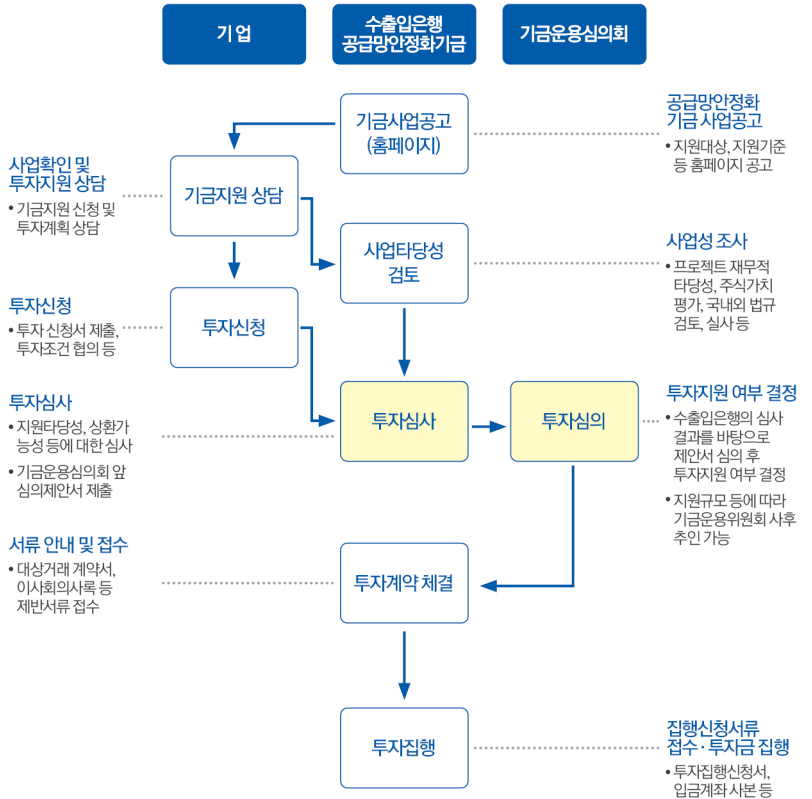 기 업
수출입은행
공급망안정화기금
기금운용심의회
기금사업공고
(홈페이지)
공급망안정화
기금 사업공고
• 지원대상, 지원기준
등 홈페이지 공고
사업확인 및
투자지원 상담
• 기금지원 신청 및
투자계획 상담
기금지원 상담
사업타당성
검토
사업성 조사
• 프로젝트 재무적
타당성, 주식가치
평가, 국내외 법규
검토, 실사 등
투자신청
• 투자 신청서 제출,
투자조건 협의 등
투자신청
투자심사
• 지원타당성, 상환가
능성 등에 대한 심사
• 기금운용심의회 앞
심의제안서 제출
투자심사
투자심의
투자지원 여부 결정
• 수출입은행의 심사
결과를 바탕으로
제안서 심의 후
투자지원 여부 결정
• 지원규모 등에 따라
기금운용위원회 사후
추인 가능
서류 안내 및 접수
• 대상거래 계약서,
이사회의사록 등
제반서류 접수
투자계약 체결
투자집행
집행신청서류
접수 · 투자금 집행
• 투자집행신청서,
입금계좌 사본 등